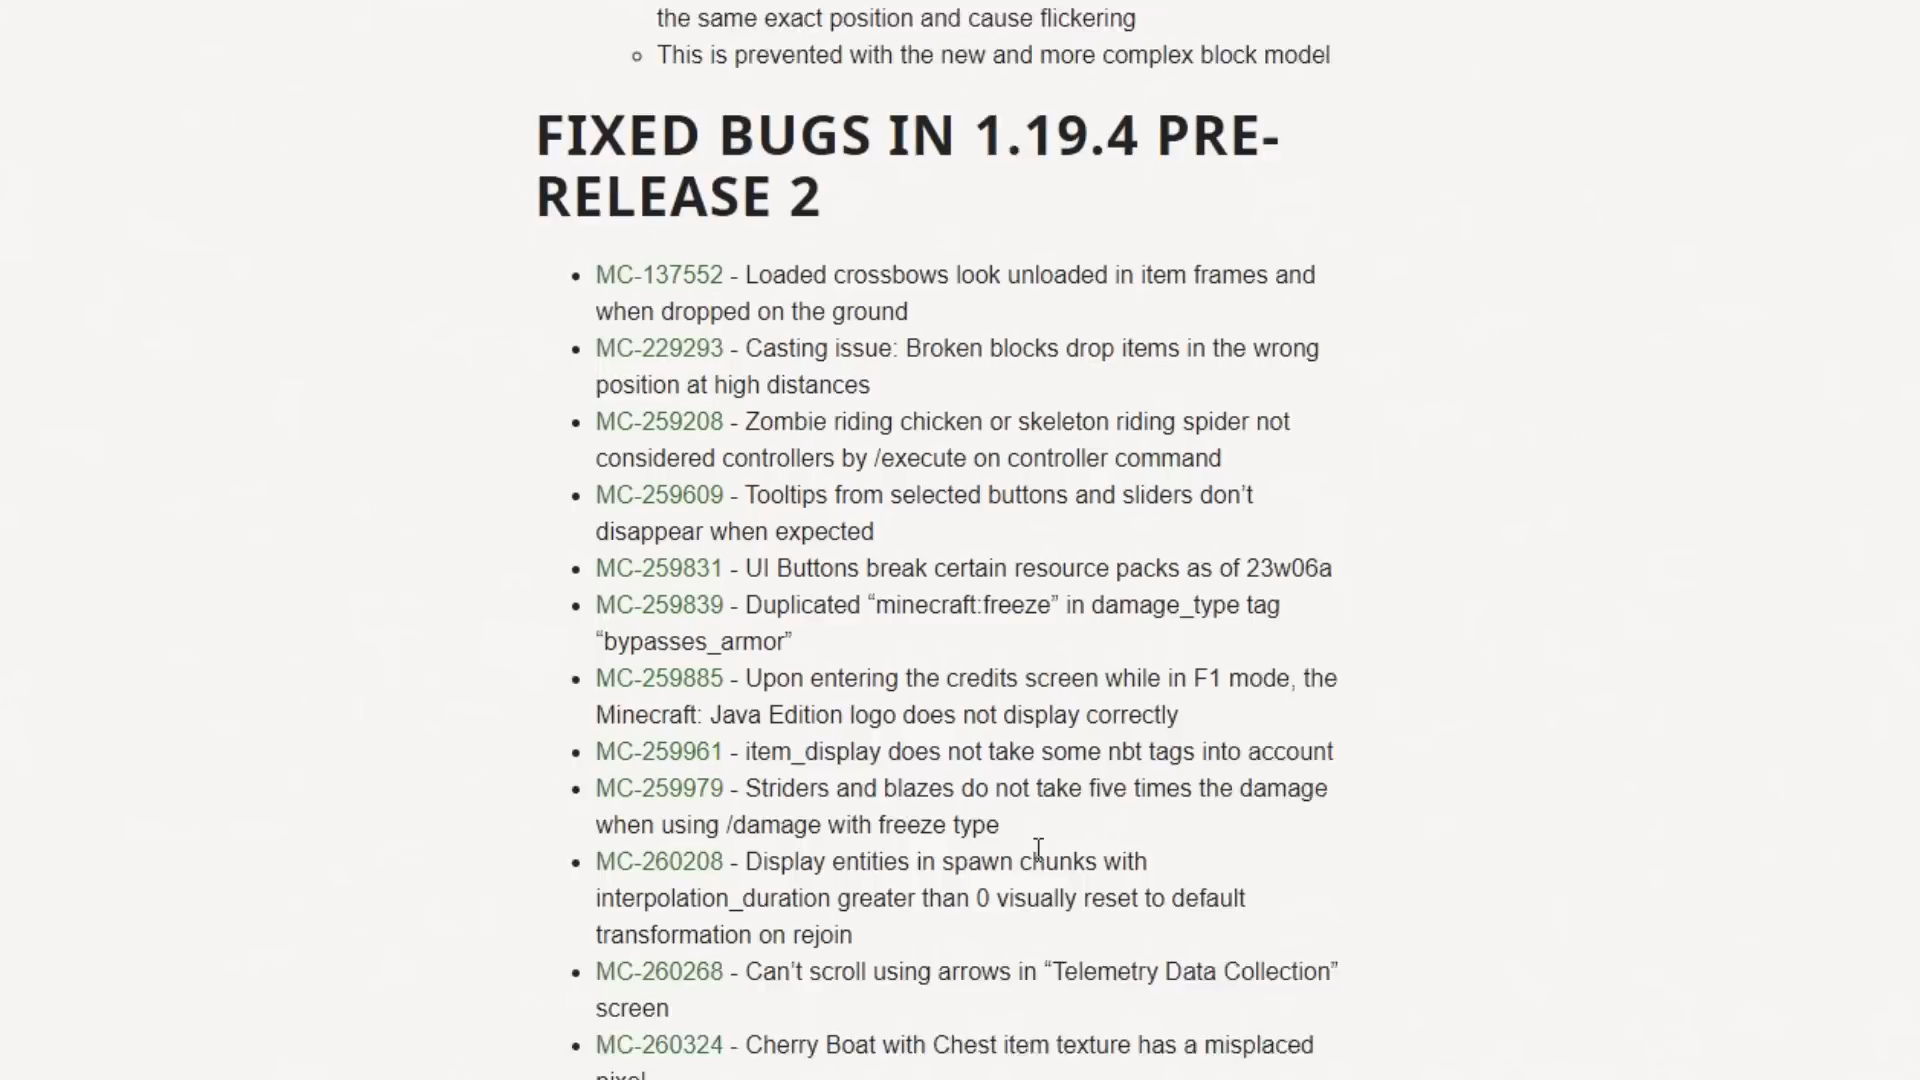 the same exact position and cause flickering
This is prevented with the new and more complex block model
FIXED BUGS IN 1.19.4 PRE-
RELEASE 2
MC-137552 - Loaded crossbows look unloaded in item frames and
when dropped on the ground
MC-229293 - Casting issue: Broken blocks drop items in the wrong
position at high distances
MC-259208 - Zombie riding chicken or skeleton riding spider not
considered controllers by /execute on controller command
MC-259609 - Tooltips from selected buttons and sliders don’t
disappear when expected
MC-259831 - UI Buttons break certain resource packs as of 23w06a
MC-259839 - Duplicated “minecraft:freeze” in damage_type tag
“bypasses_armor”
MC-259885 - Upon entering the credits screen while in F1 mode, the
Minecraft: Java Edition logo does not display correctly
MC-259961 - item_display does not take some nbt tags into account
MC-259979 - Striders and blazes do not take five times the damage
when using /damage with freeze type
MC-260208 - Display entities in spawn chunks with
interpolation_duration greater than 0 visually reset to default
transformation on rejoin
MC-260268 - Can’t scroll using arrows in “Telemetry Data Collection”
screen
MC-260324 - Cherry Boat with Chest item texture has a misplaced
pixel